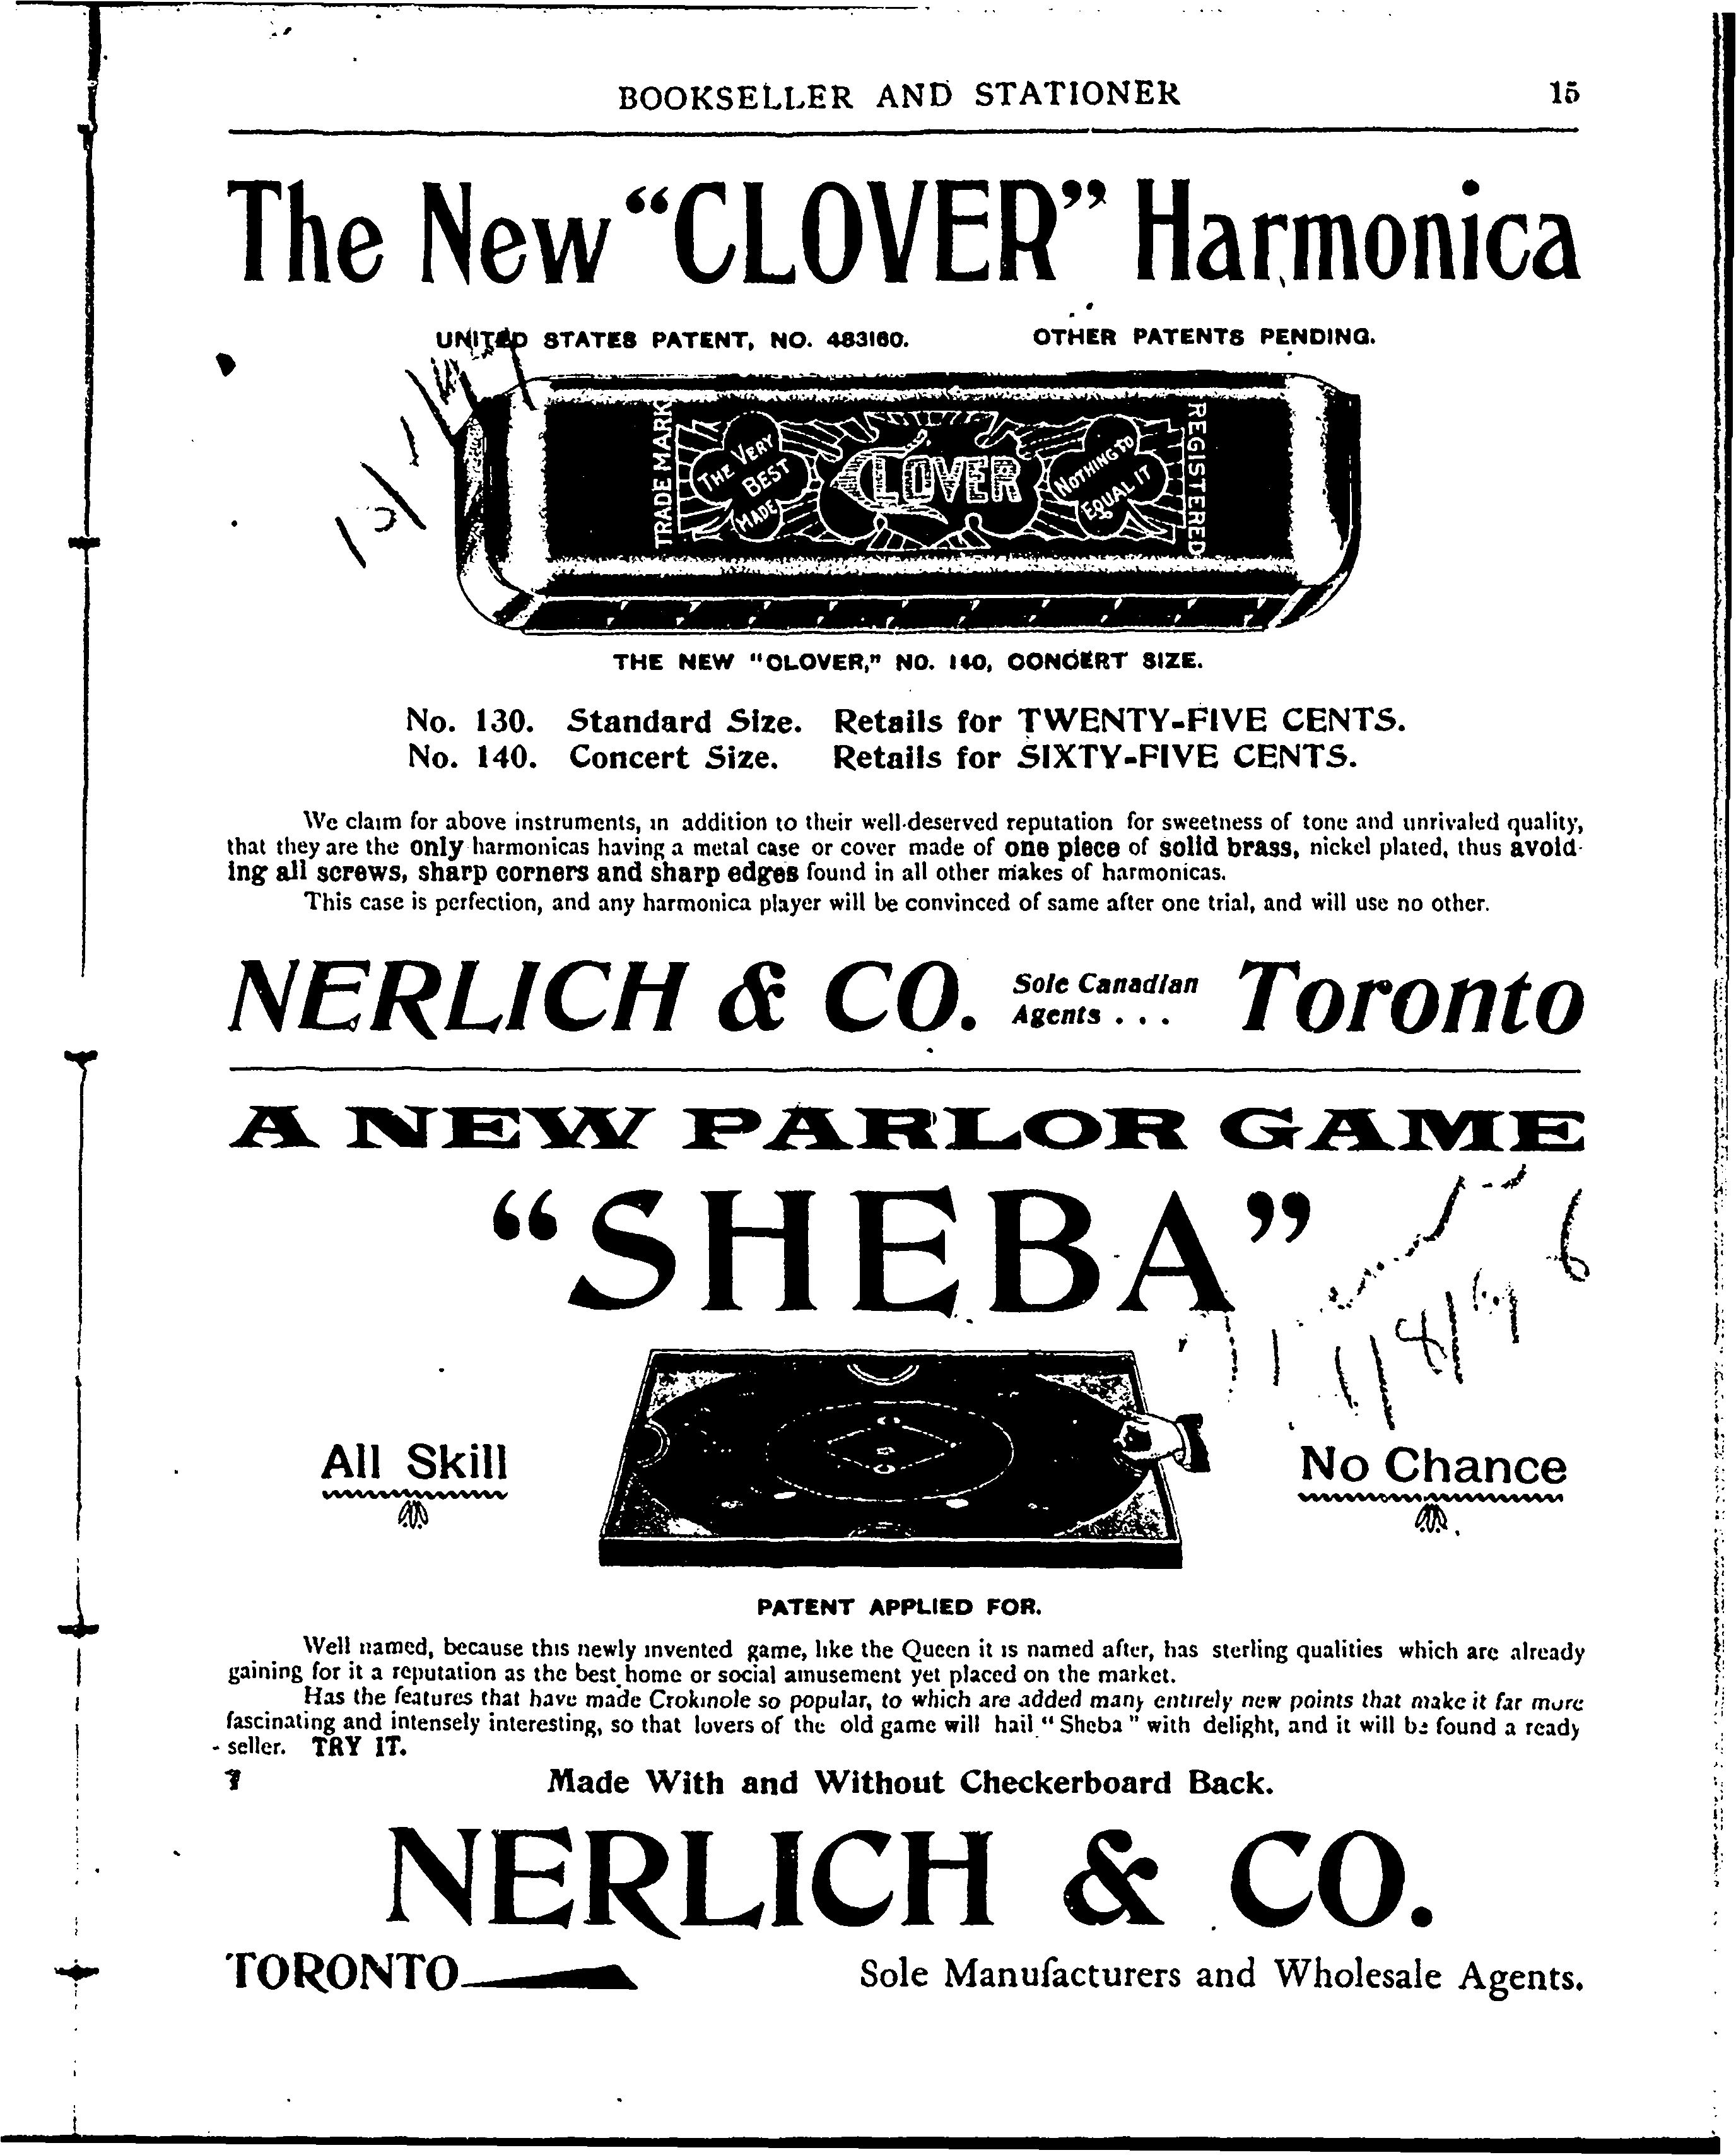 BOOKSELLER AND STATIONER 15
The New "CLOVER" Harmonica
UNITED STATES PATENT, NO. 483160. OTHER PATENTS PENDING.
TRADE MARK
THE VERY
BEST
MADE
CLOVER
NOTHING TO
EQUAL IT
REGISTERED
THE NEW "CLOVER," NO. 140, CONCERT SIZE.
No. 130. Standard Size. Retails for TWENTY-FIVE CENTS.
No. 140. Concert Size. Retails for SIXTY-FIVE CENTS.
We claim for above instruments, in addition to their well-deserved reputation for sweetness of tone and unrivaled quality,
that they are the only harmonicas having a metal case or cover made of one piece of solid brass, nickel plated, thus avoid-
ing all screws, sharp corners and sharp edges found in all other makes of harmonicas.
This case is perfection, and any harmonica player will be convinced of same after one trial, and will use no other.
NERLICH & CO. Sole Canadian Agents . . . Toronto
A NEW PARLOR GAME
"SHEBA"
All Skill
No Chance
PATENT APPLIED FOR.
Well named, because this newly invented game, like the Queen it is named after, has sterling qualities which are already
gaining for it a reputation as the best home or social amusement yet placed on the market.
Has the features that have made Crokinole so popular, to which are added many entirely new points that make it far more
fascinating and intensely interesting, so that lovers of the old game will hail "Sheba" with delight, and it will be found a ready
seller. TRY IT.
Made With and Without Checkerboard Back.
NERLICH & CO.
TORONTO Sole Manufacturers and Wholesale Agents.